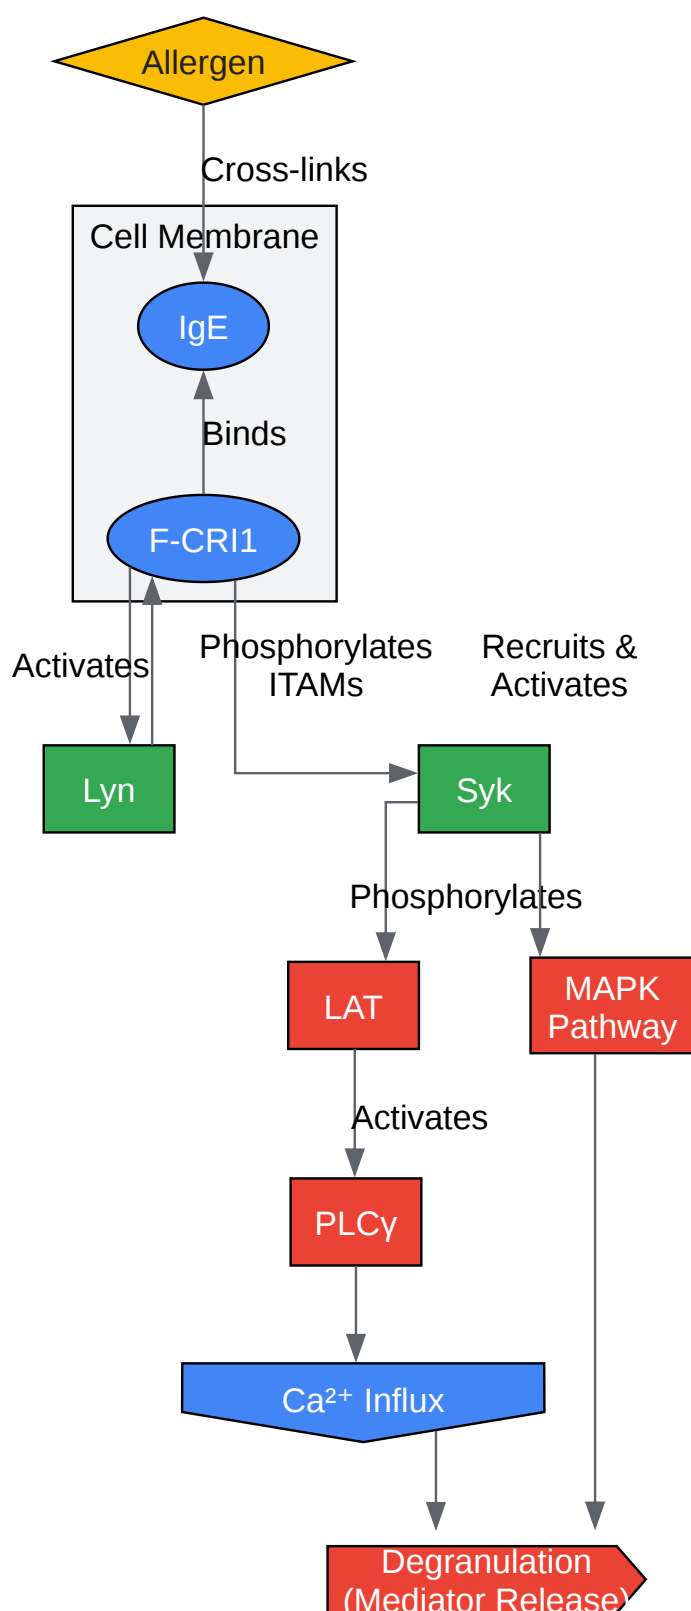 Allergen
Cross-links
Cell Membrane
IgE
Binds
F-CRI1
Activates
Phosphorylates
ITAMs
Recruits &
Activates
Lyn
Syk
Phosphorylates
LAT
MAPK
Pathway
Activates
PLCγ
Ca²⁺ Influx
Degranulation
(Mediator Release)